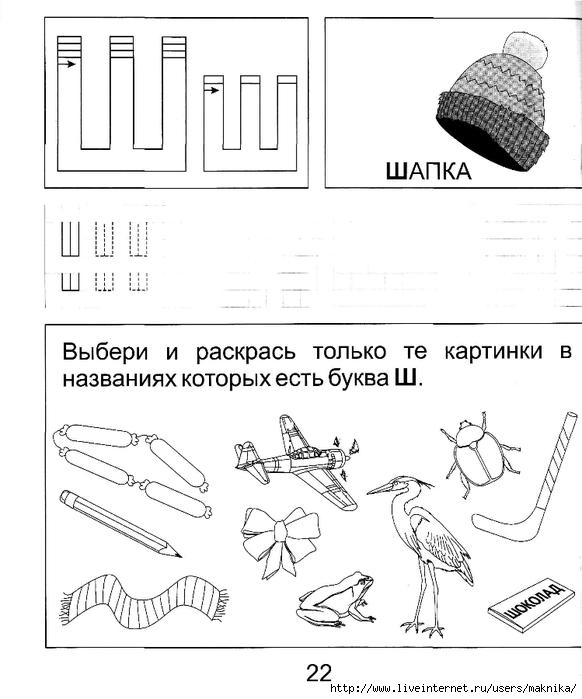 Ш Ш
ШАПКА
Ш Ш Ш
Ш Ш Ш
Выбери и раскрась только те картинки в
названиях которых есть буква Ш.
ШОКОЛАД
22
http://www.liveinternet.ru/users/maknika/